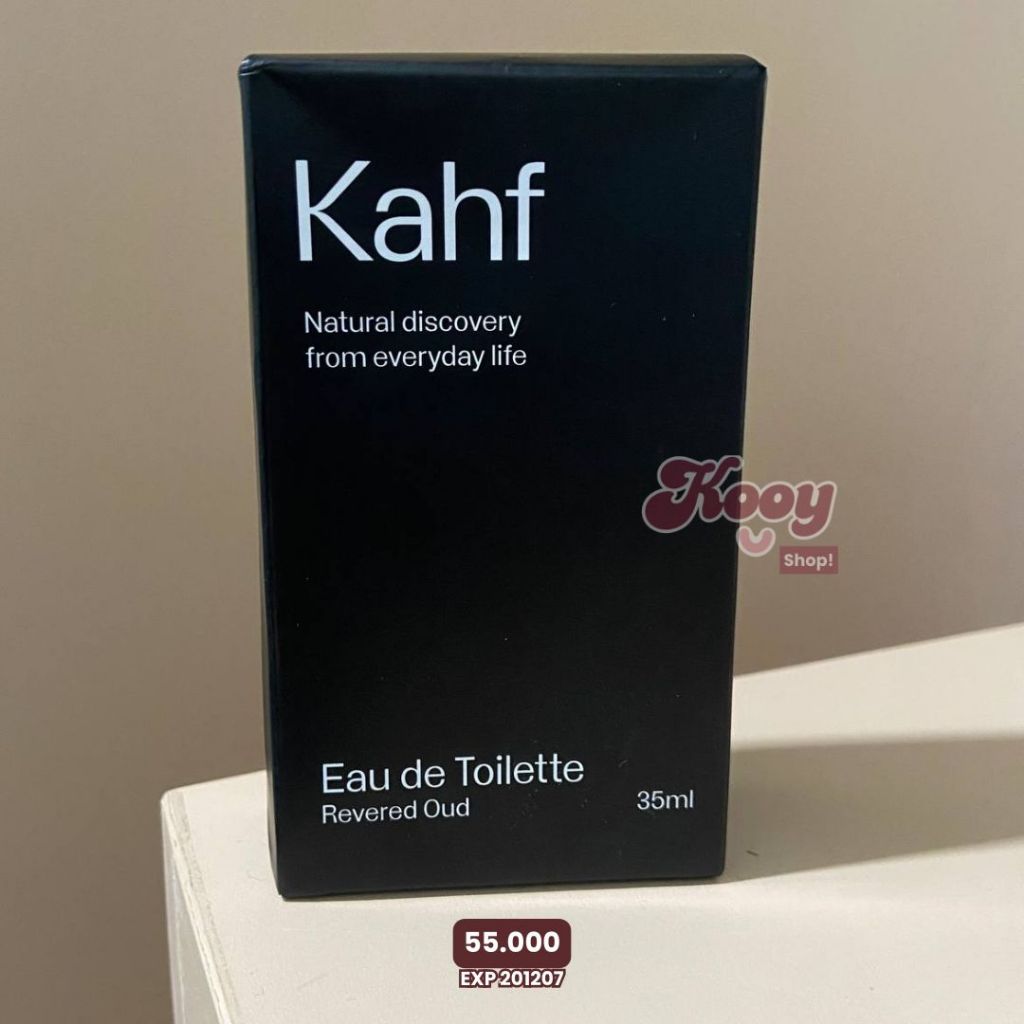 Kahf
Natural discovery
from everyday life
Kooy
Shop!
Eau de Toilette
Revered Oud
35ml
55.000
EXP 201207